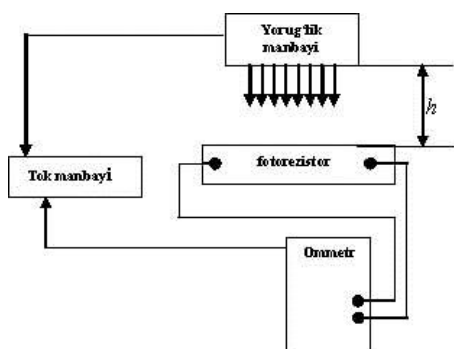 Yorug'lik
manbayi
h
fotorezistor
Tok manbayi
Ommetr